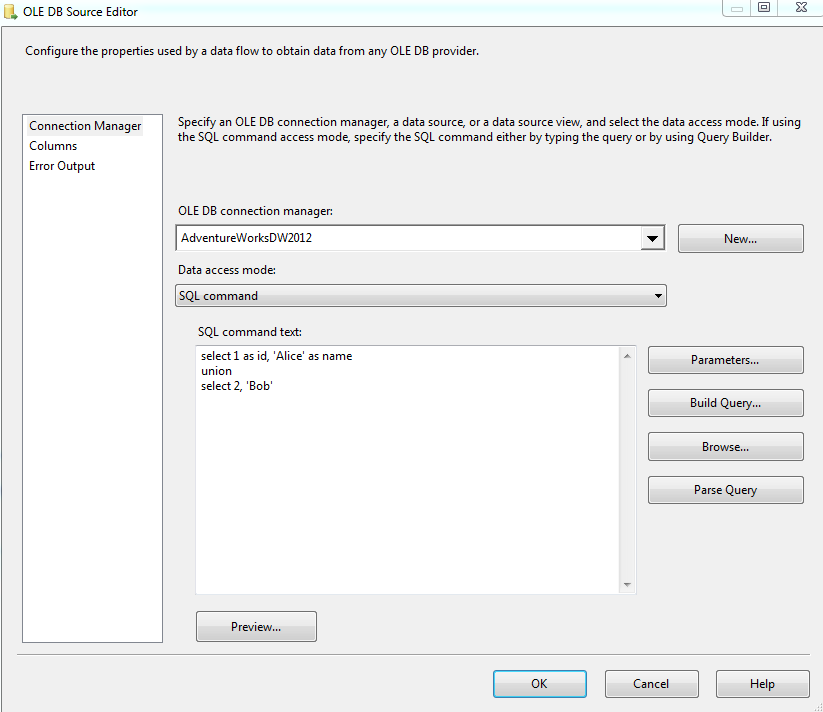 OLE DB Source Editor
Configure the properties used by a data flow to obtain data from any OLE DB provider.
Connection Manager
Columns
Error Output
Specify an OLE DB connection manager, a data source, or a data source view, and select the data access mode. If using
the SQL command access mode, specify the SQL command either by typing the query or by using Query Builder.
OLE DB connection manager:
AdventureWorksDW2012
New...
Data access mode:
SQL command
SQL command text:
select 1 as id, 'Alice' as name
union
select 2, 'Bob'
Parameters...
Build Query...
Browse...
Parse Query
Preview...
OK
Cancel
Help